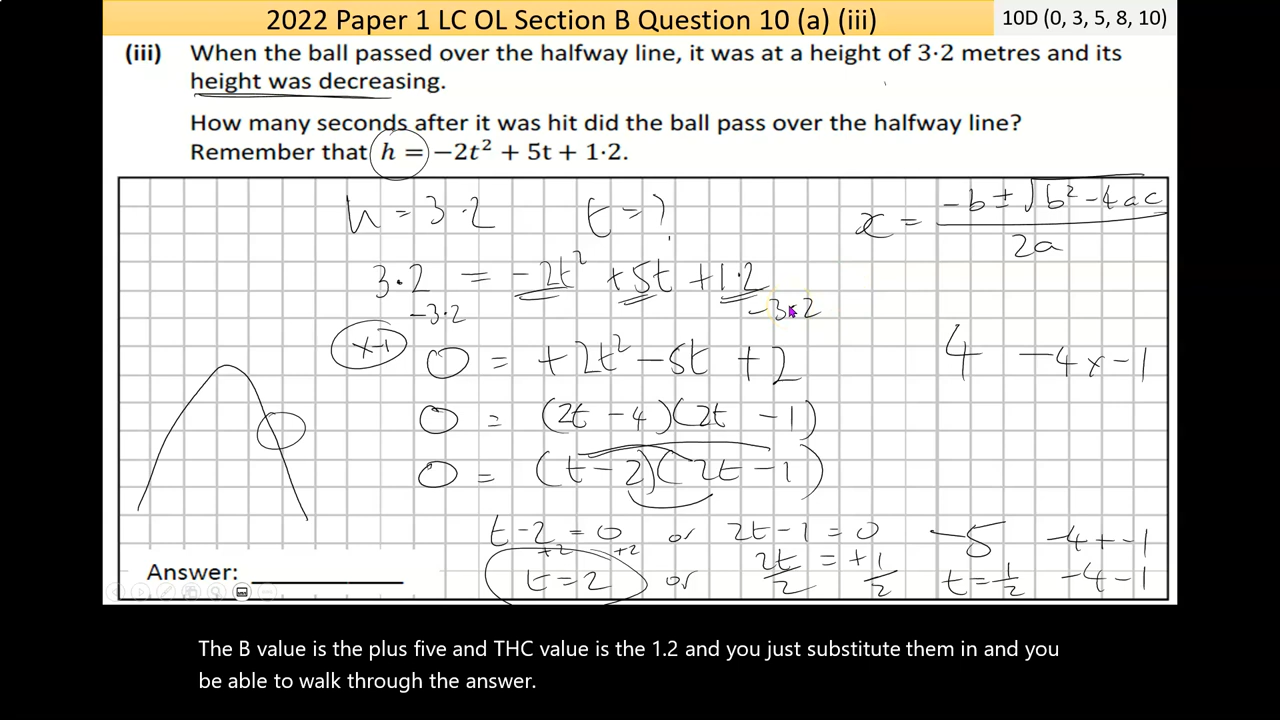 2022 Paper 1 LC OL Section B Question 10 (a) (iii)
10D (0, 3, 5, 8, 10)
(iii) When the ball passed over the halfway line, it was at a height of 3·2 metres and its
height was decreasing.
How many seconds after it was hit did the ball pass over the halfway line?
Remember that h = −2t² + 5t + 1·2.
h = 3·2 t = ?
x = (-b ± √(b² - 4ac)) / 2a
3·2 = -2t² + 5t + 1·2
-3·2 -3·2
x-1 0 = +2t² - 5t + 2
4 -4 x -1
0 = (2t - 4)(2t - 1)
0 = (t - 2)(2t - 1)
t - 2 = 0 or 2t - 1 = 0
-5 -4 + -1
+2 +2
t = 2 or 2t/2 = +1/2 t = 1/2
-4 - 1
Answer:
The B value is the plus five and THC value is the 1.2 and you just substitute them in and you
be able to walk through the answer.